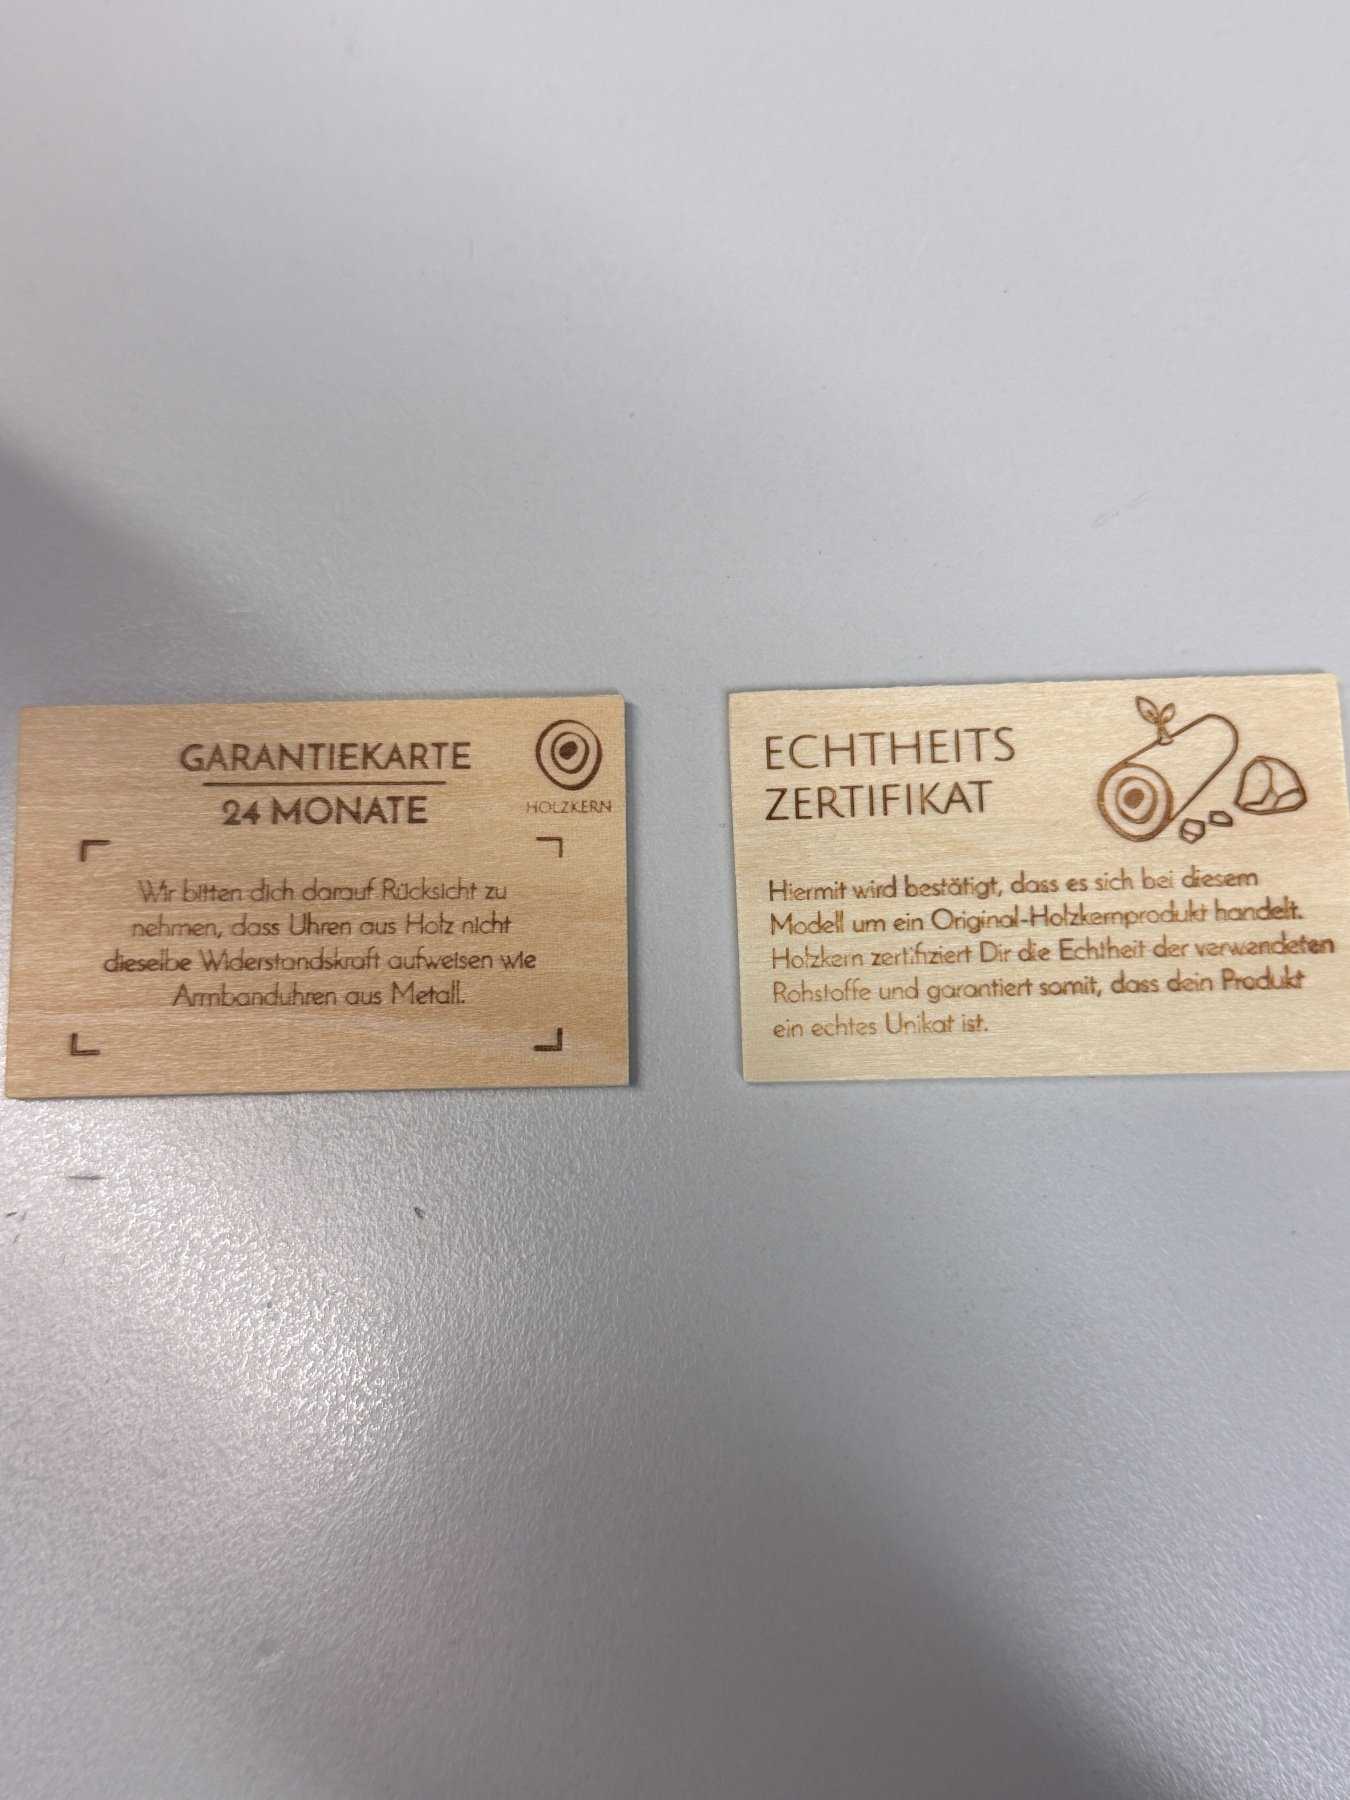 GARANTIEKARTE
24 MONATE
HOLZKERN
Wir bitten dich darauf Rücksicht zu
nehmen, dass Uhren aus Holz nicht
dieselbe Widerstandskraft aufweisen wie
Armbanduhren aus Metall.
ECHTHEITS
ZERTIFIKAT
Hiermit wird bestätigt, dass es sich bei diesem
Modell um ein Original-Holzkernprodukt handelt.
Holzkern zertifiziert Dir die Echtheit der verwendeten
Rohstoffe und garantiert somit, dass dein Produkt
ein echtes Unikat ist.